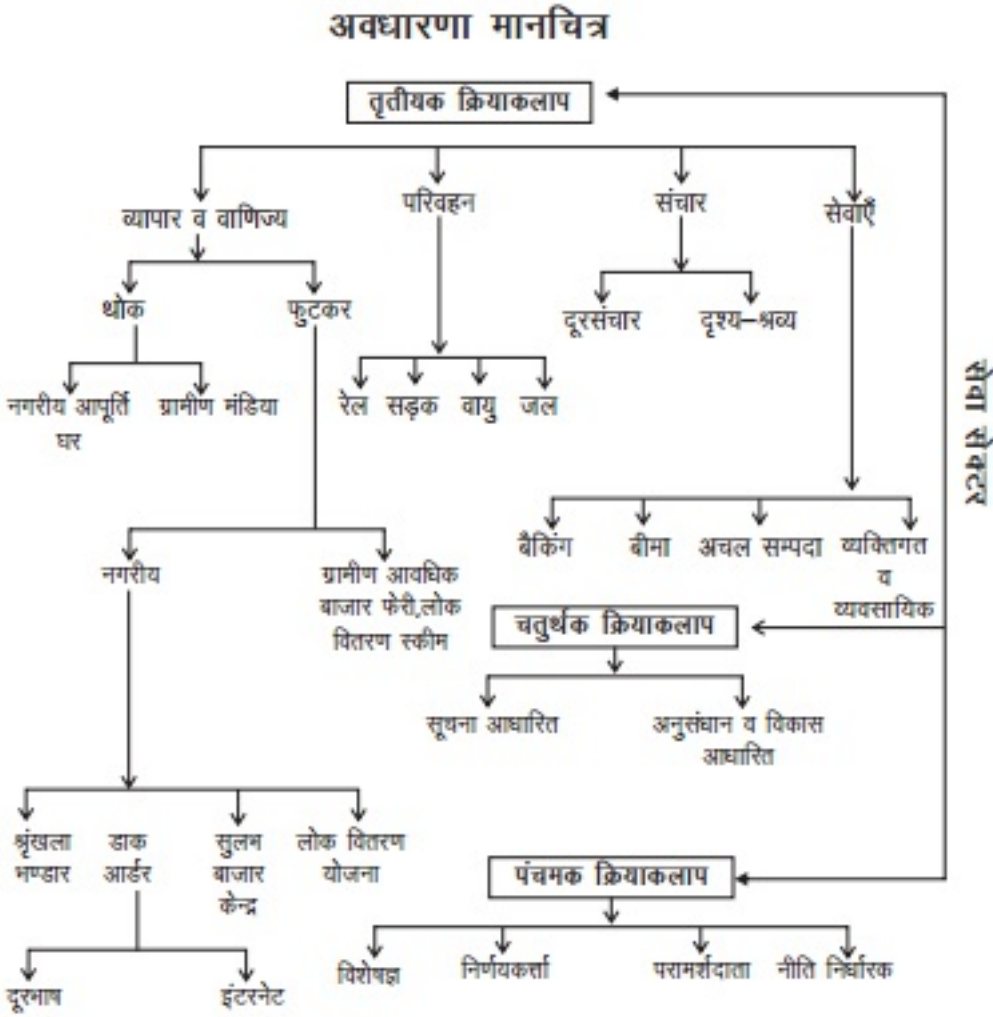 अवधारणा मानचित्र
तृतीयक क्रियाकलाप
व्यापार व वाणिज्य
परिवहन
संचार
सेवाएँ
थोक
फुटकर
दूरसंचार
दृश्य–श्रव्य
नगरीय आपूर्ति
घर
ग्रामीण मंडिया
रेल सड़क वायु जल
सेवा सेक्टर
बैकिंग
बीमा
अचल सम्पदा
व्यक्तिगत
व
व्यवसायिक
नगरीय
ग्रामीण आवधिक
बाजार फेरी,लोक
वितरण स्कीम
चतुर्थक क्रियाकलाप
सूचना आधारित
अनुसंधान व विकास
आधारित
श्रृंखला
भण्डार
डाक
आर्डर
सुलभ
बाजार
केन्द्र
लोक वितरण
योजना
पंचमक क्रियाकलाप
दूरभाष
इंटरनेट
विशेषज्ञ
निर्णयकर्त्ता
परामर्शदाता
नीति निर्धारक